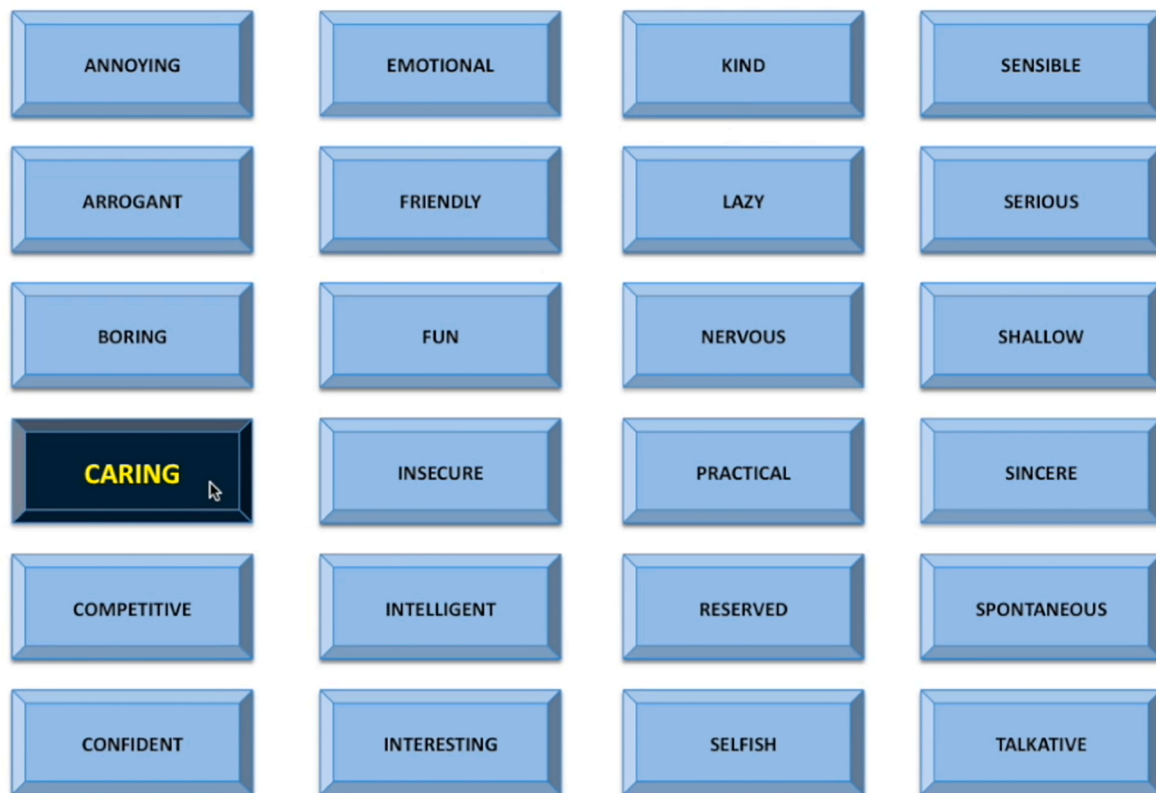 ANNOYING
EMOTIONAL
KIND
SENSIBLE
ARROGANT
FRIENDLY
LAZY
SERIOUS
BORING
FUN
NERVOUS
SHALLOW
CARING
INSECURE
PRACTICAL
SINCERE
COMPETITIVE
INTELLIGENT
RESERVED
SPONTANEOUS
CONFIDENT
INTERESTING
SELFISH
TALKATIVE